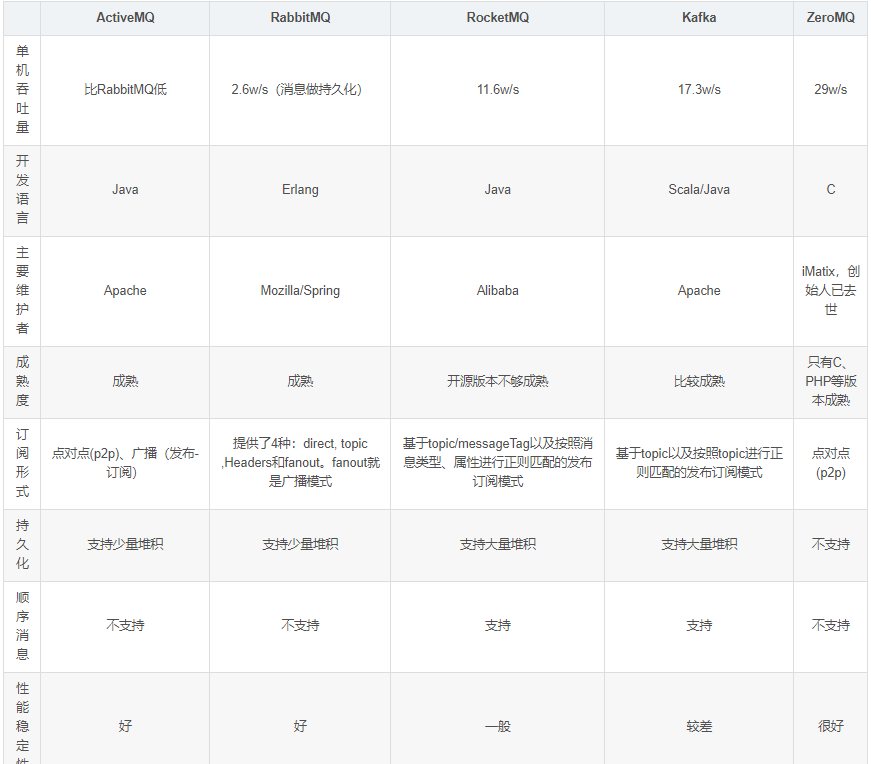 ActiveMQ RabbitMQ RocketMQ Kafka ZeroMQ
单
机
吞
吐
量
比RabbitMQ低
2.6w/s（消息做持久化）
11.6w/s
17.3w/s
29w/s
开
发
语
言
Java
Erlang
Java
Scala/Java
C
主
要
维
护
者
Apache
Mozilla/Spring
Alibaba
Apache
iMatix，创
始人已去
世
成
熟
度
成熟
成熟
开源版本不够成熟
比较成熟
只有C、
PHP等版
本成熟
订
阅
形
式
点对点(p2p)、广播（发布-
订阅）
提供了4种：direct, topic
,Headers和fanout。fanout就
是广播模式
基于topic/messageTag以及按照消
息类型、属性进行正则匹配的发布
订阅模式
基于topic以及按照topic进行正
则匹配的发布订阅模式
点对点
(p2p)
持
久
化
支持少量堆积
支持少量堆积
支持大量堆积
支持大量堆积
不支持
顺
序
消
息
不支持
不支持
支持
支持
不支持
性
能
稳
定
性
好
好
一般
较差
很好